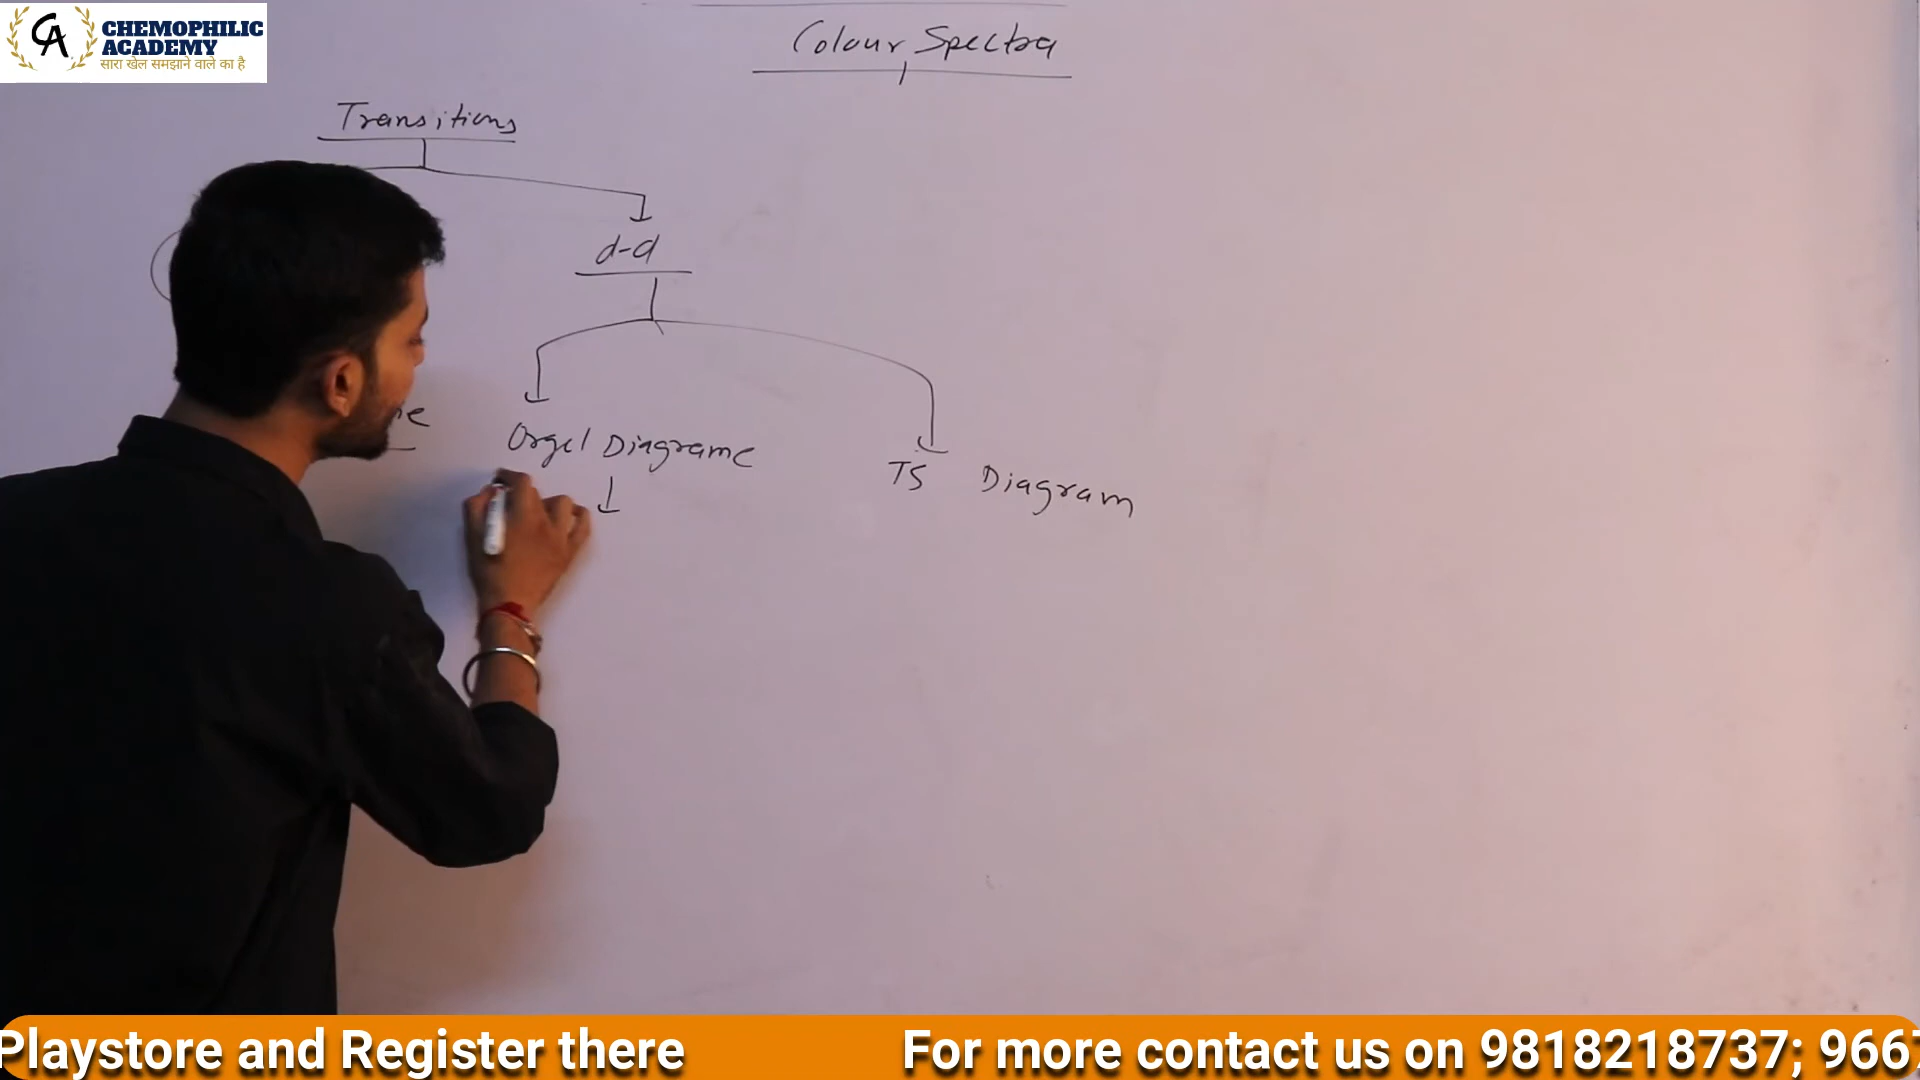 CHEMOPHILIC
ACADEMY
सारा खेल समझाने वाले का है
Colour Spectra
Transitions
d-d
Orgel Diagrame
TS Diagram
Playstore and Register there For more contact us on 9818218737; 966